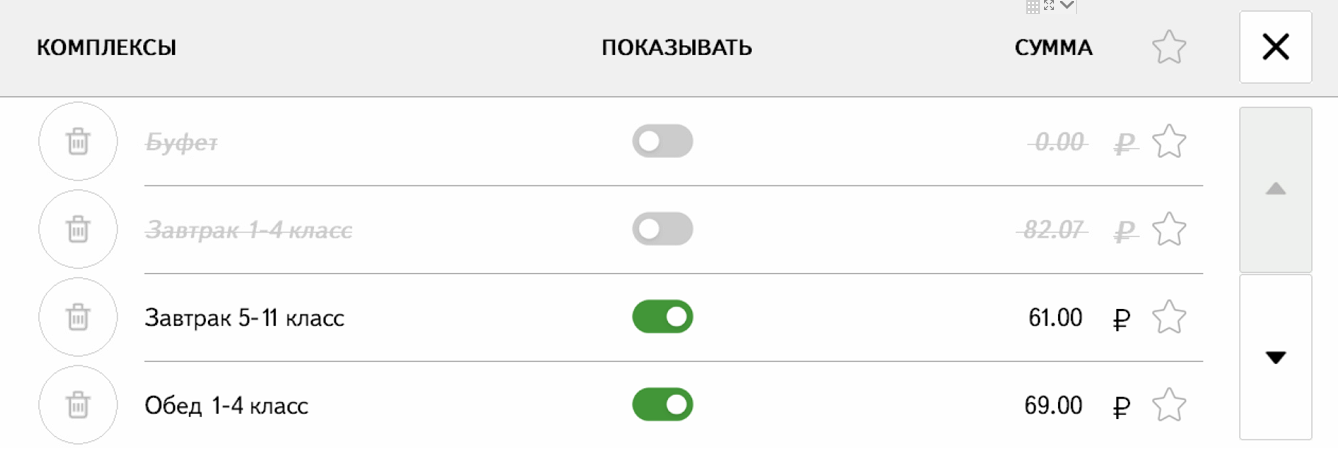 КОМПЛЕКСЫ ПОКАЗЫВАТЬ СУММА
Буфет 0.00 ₽
Завтрак 1-4 класс 82.07 ₽
Завтрак 5-11 класс 61.00 ₽
Обед 1-4 класс 69.00 ₽